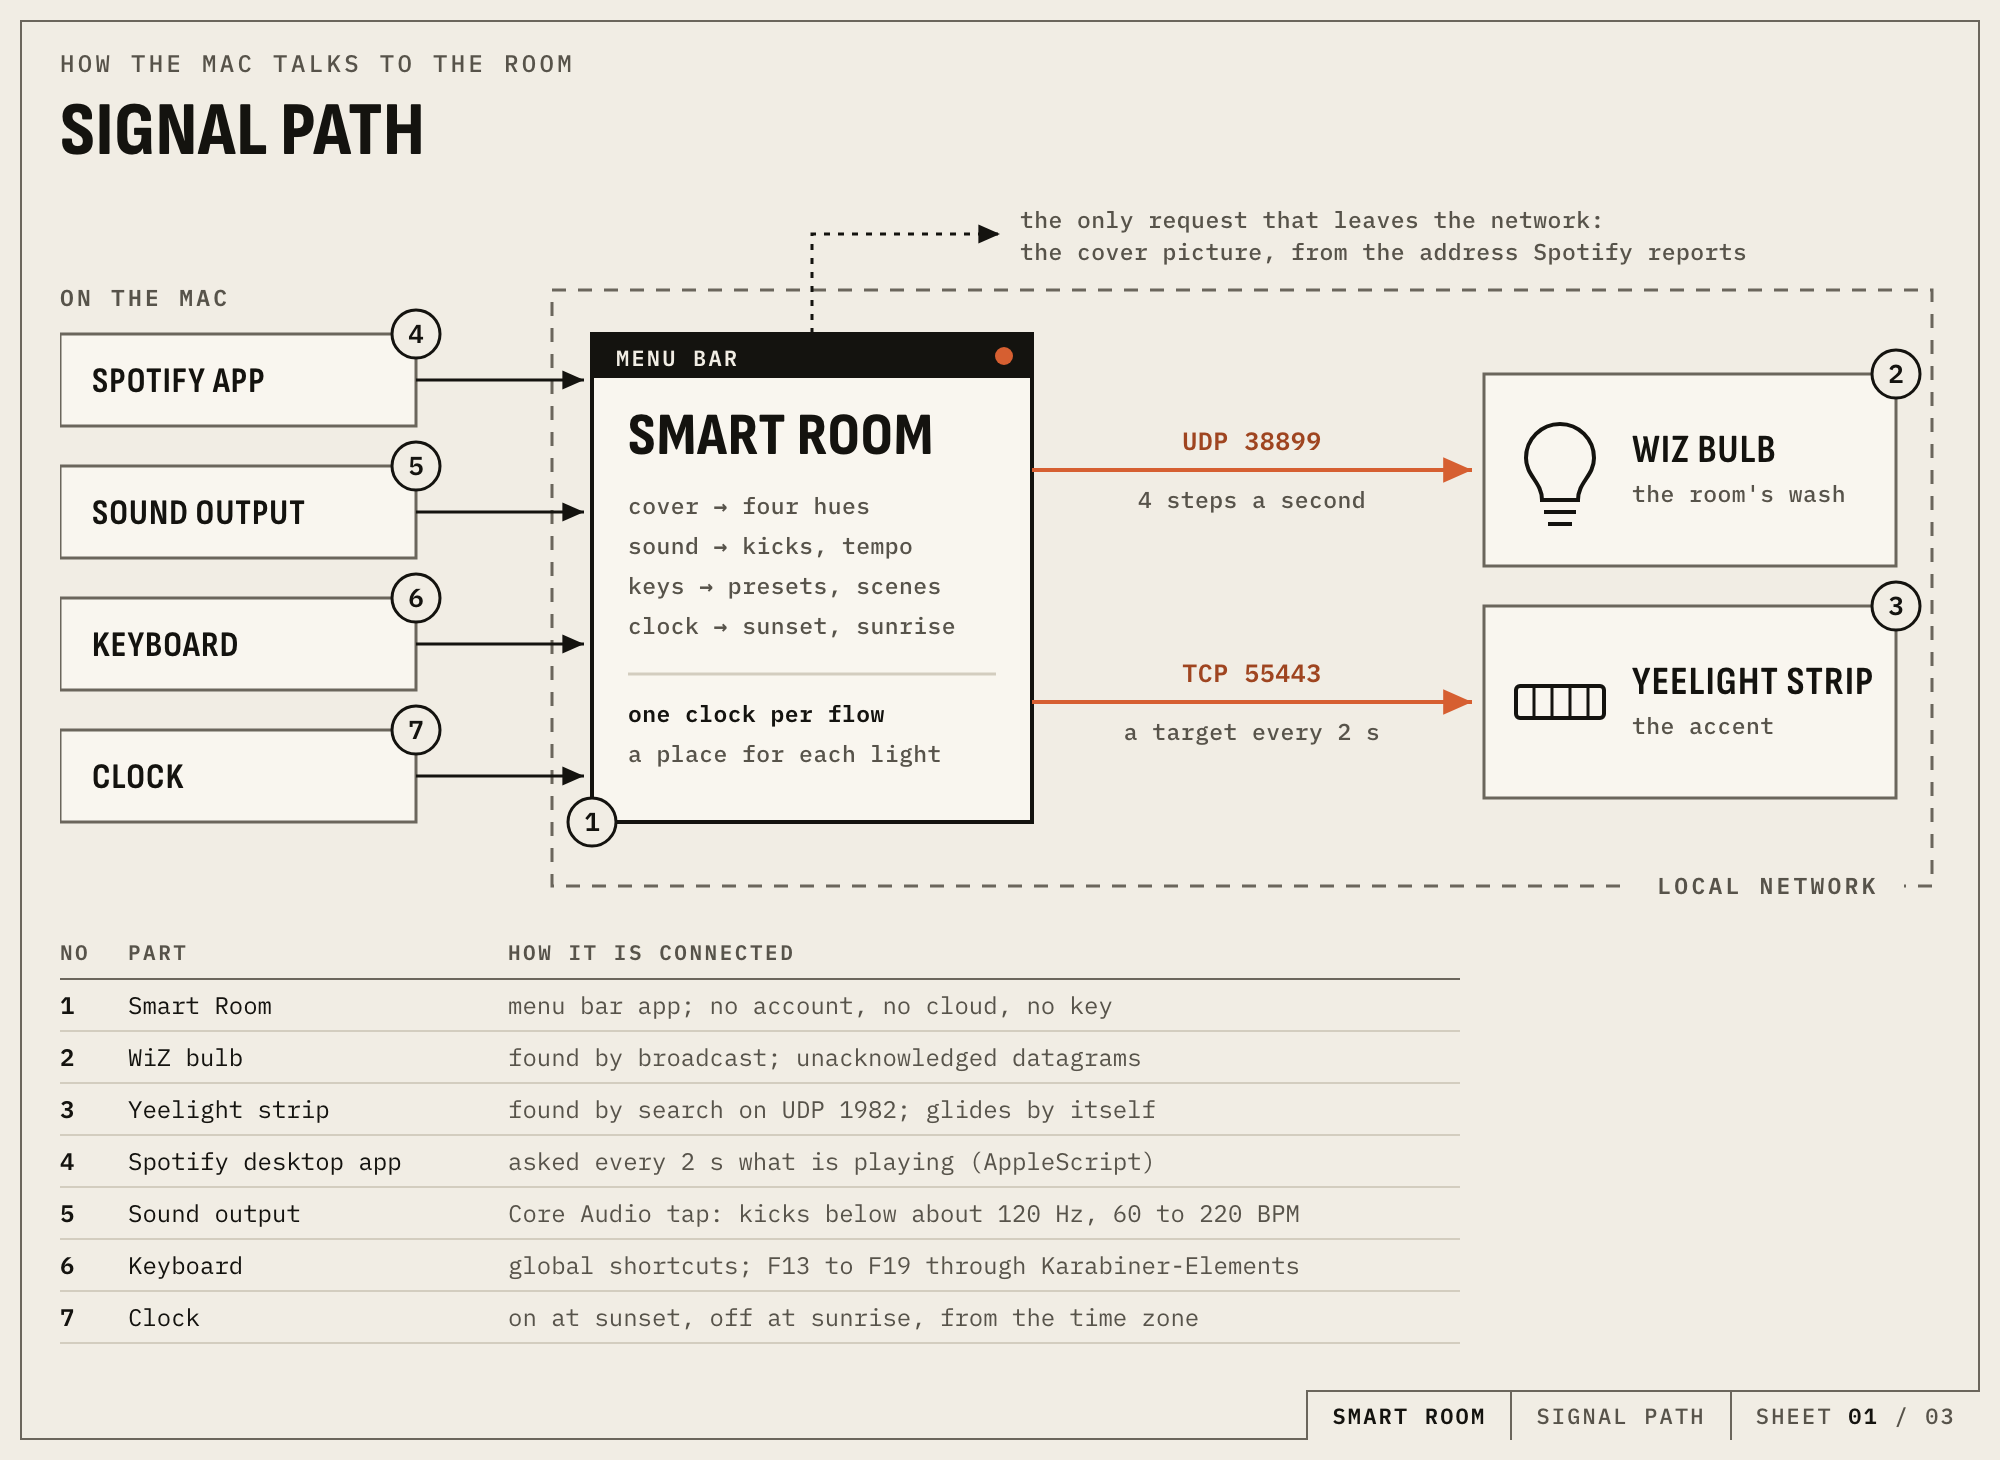 HOW THE MAC TALKS TO THE ROOM
SIGNAL PATH
the only request that leaves the network:
the cover picture, from the address Spotify reports
ON THE MAC
4
SPOTIFY APP
5
SOUND OUTPUT
6
KEYBOARD
7
CLOCK
MENU BAR
SMART ROOM
cover → four hues
sound → kicks, tempo
keys → presets, scenes
clock → sunset, sunrise
one clock per flow
a place for each light
1
UDP 38899
4 steps a second
TCP 55443
a target every 2 s
2
WIZ BULB
the room's wash
3
YEELIGHT STRIP
the accent
LOCAL NETWORK
NO PART HOW IT IS CONNECTED
1 Smart Room menu bar app; no account, no cloud, no key
2 WiZ bulb found by broadcast; unacknowledged datagrams
3 Yeelight strip found by search on UDP 1982; glides by itself
4 Spotify desktop app asked every 2 s what is playing (AppleScript)
5 Sound output Core Audio tap: kicks below about 120 Hz, 60 to 220 BPM
6 Keyboard global shortcuts; F13 to F19 through Karabiner-Elements
7 Clock on at sunset, off at sunrise, from the time zone
SMART ROOM SIGNAL PATH SHEET 01 / 03